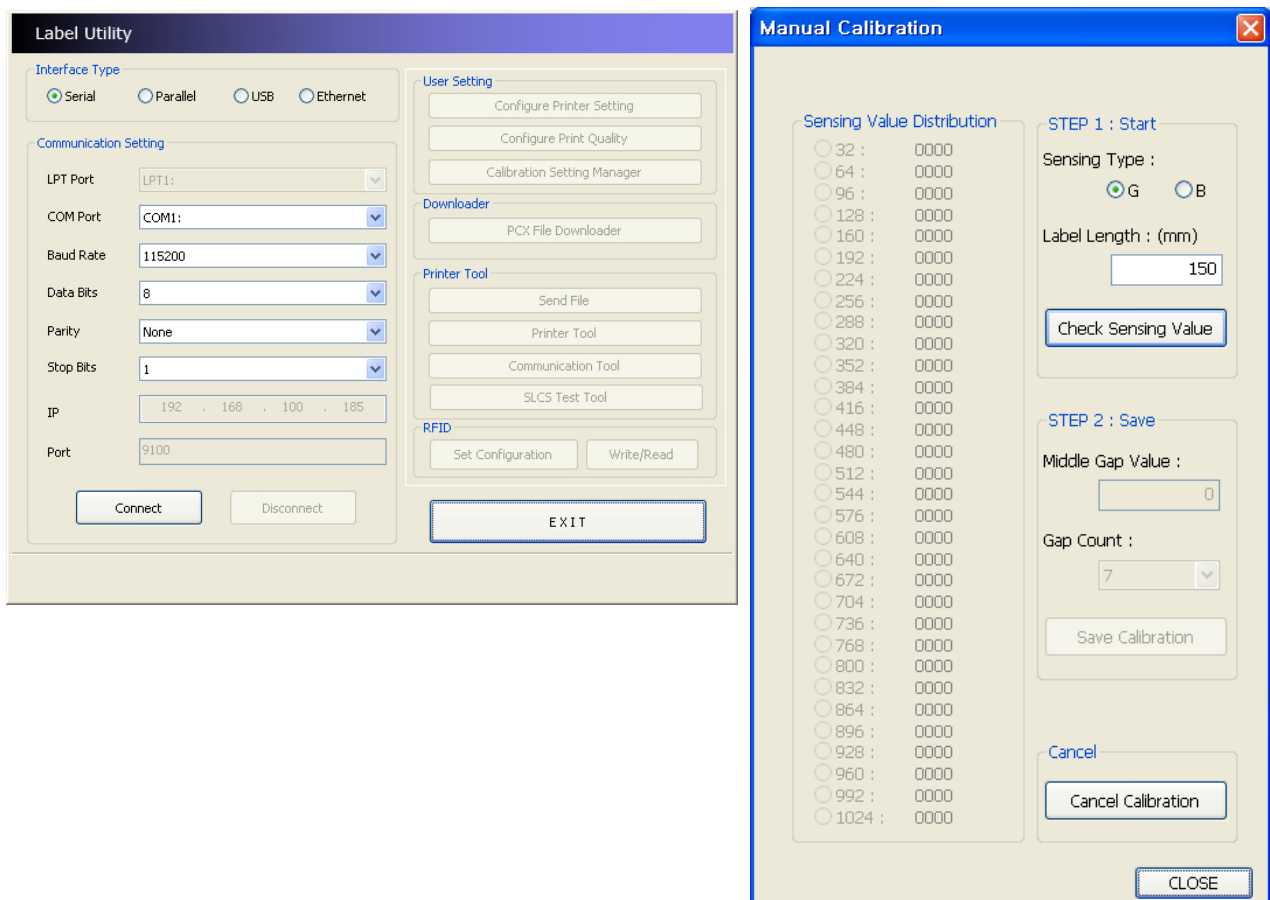 Label Utility
Interface Type
Serial Parallel USB Ethernet
Communication Setting
LPT Port LPT1:
COM Port COM1:
Baud Rate 115200
Data Bits 8
Parity None
Stop Bits 1
IP 192 . 168 . 100 . 185
Port 9100
Connect Disconnect
User Setting
Configure Printer Setting
Configure Print Quality
Calibration Setting Manager
Downloader
PCX File Downloader
Printer Tool
Send File
Printer Tool
Communication Tool
SLCS Test Tool
RFID
Set Configuration Write/Read
EXIT
Manual Calibration
Sensing Value Distribution
32 : 0000
64 : 0000
96 : 0000
128 : 0000
160 : 0000
192 : 0000
224 : 0000
256 : 0000
288 : 0000
320 : 0000
352 : 0000
384 : 0000
416 : 0000
448 : 0000
480 : 0000
512 : 0000
544 : 0000
576 : 0000
608 : 0000
640 : 0000
672 : 0000
704 : 0000
736 : 0000
768 : 0000
800 : 0000
832 : 0000
864 : 0000
896 : 0000
928 : 0000
960 : 0000
992 : 0000
1024 : 0000
STEP 1 : Start
Sensing Type :
G B
Label Length : (mm)
150
Check Sensing Value
STEP 2 : Save
Middle Gap Value :
0
Gap Count :
7
Save Calibration
Cancel
Cancel Calibration
CLOSE